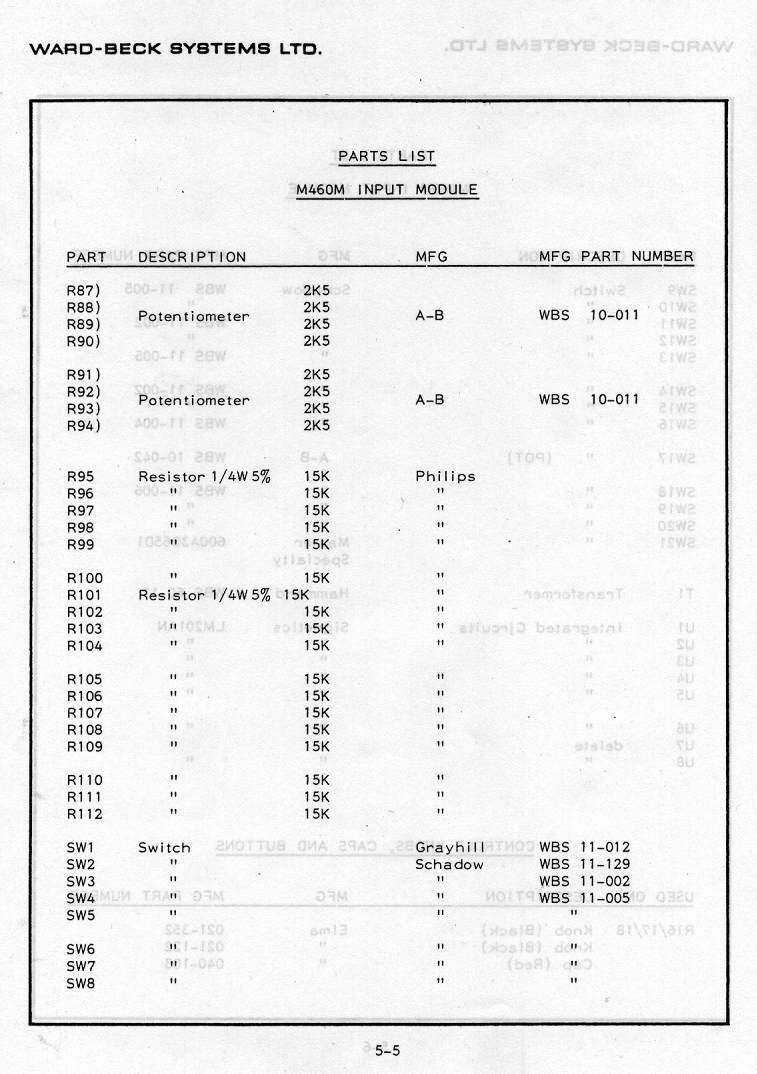 WARD-BECK SYSTEMS LTD.
PARTS LIST
M460M INPUT MODULE
PART DESCRIPTION MFG MFG PART NUMBER
R87) 2K5
R88) 2K5
Potentiometer A-B WBS 10-011
R89) 2K5
R90) 2K5
R91) 2K5
R92) 2K5
Potentiometer A-B WBS 10-011
R93) 2K5
R94) 2K5
R95 Resistor 1/4W 5% 15K Philips
R96 " 15K "
R97 " 15K "
R98 " 15K "
R99 " 15K "
R100 " 15K "
R101 Resistor 1/4W 5% 15K "
R102 " 15K "
R103 " 15K "
R104 " 15K "
R105 " 15K "
R106 " 15K "
R107 " 15K "
R108 " 15K "
R109 " 15K "
R110 " 15K "
R111 " 15K "
R112 " 15K "
SW1 Switch Grayhill WBS 11-012
SW2 " Schadow WBS 11-129
SW3 " " WBS 11-002
SW4 " " WBS 11-005
SW5 " " "
SW6 " " "
SW7 " " "
SW8 " " "
5-5